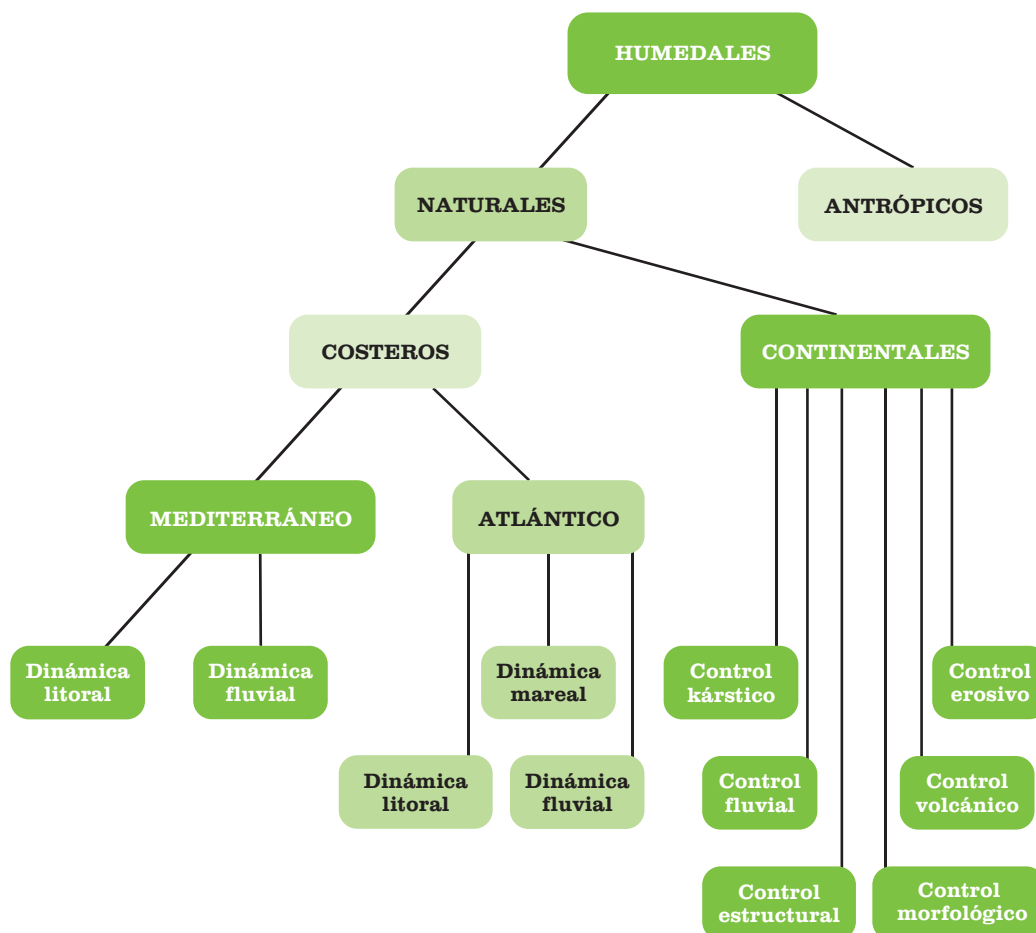 HUMEDALES
NATURALES
ANTRÓPICOS
COSTEROS
CONTINENTALES
MEDITERRÁNEO
ATLÁNTICO
Dinámica
litoral
Dinámica
fluvial
Dinámica
mareal
Control
kárstico
Control
erosivo
Dinámica
litoral
Dinámica
fluvial
Control
fluvial
Control
volcánico
Control
estructural
Control
morfológico